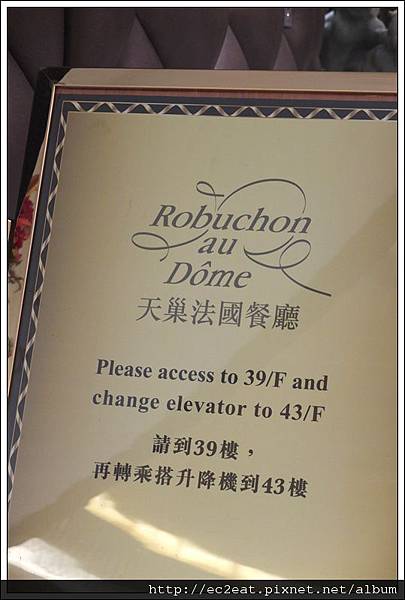 Robuchon
au
Dôme
天巢法國餐廳
Please access to 39/F and
change elevator to 43/F
請到39樓，
再轉乘搭升降機到43樓
http://ec2eat.pixnet.net/album